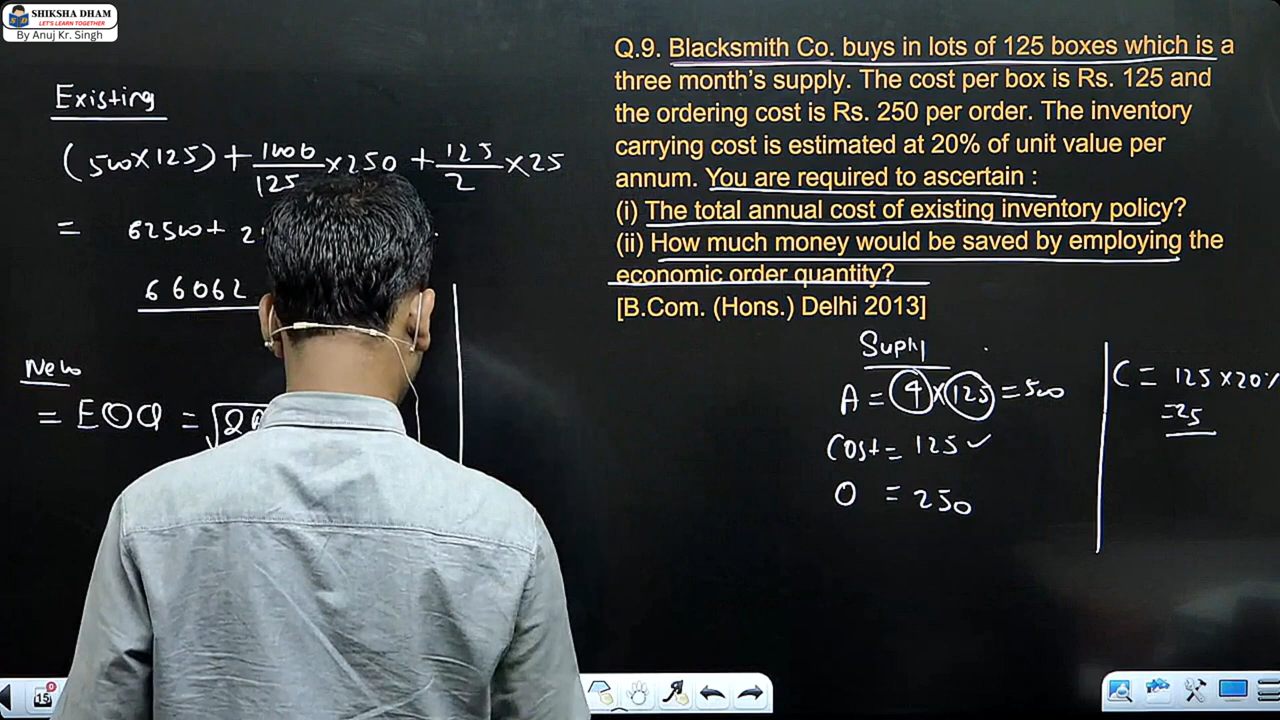 SHIKSHA DHAM
LET'S LEARN TOGETHER
By Anuj Kr. Singh
Q.9. Blacksmith Co. buys in lots of 125 boxes which is a
three month's supply. The cost per box is Rs. 125 and
the ordering cost is Rs. 250 per order. The inventory
carrying cost is estimated at 20% of unit value per
annum. You are required to ascertain :
(i) The total annual cost of existing inventory policy?
(ii) How much money would be saved by employing the
economic order quantity?
[B.Com. (Hons.) Delhi 2013]
Existing
(500×125) + /125 ×250 + 125/2 ×25
= 62500+ 2
66062
New
= EOQ = √2
Suply
A = 4×125 = 500
Cost = 125 ✓
O = 250
C = 125×20%
=25
15